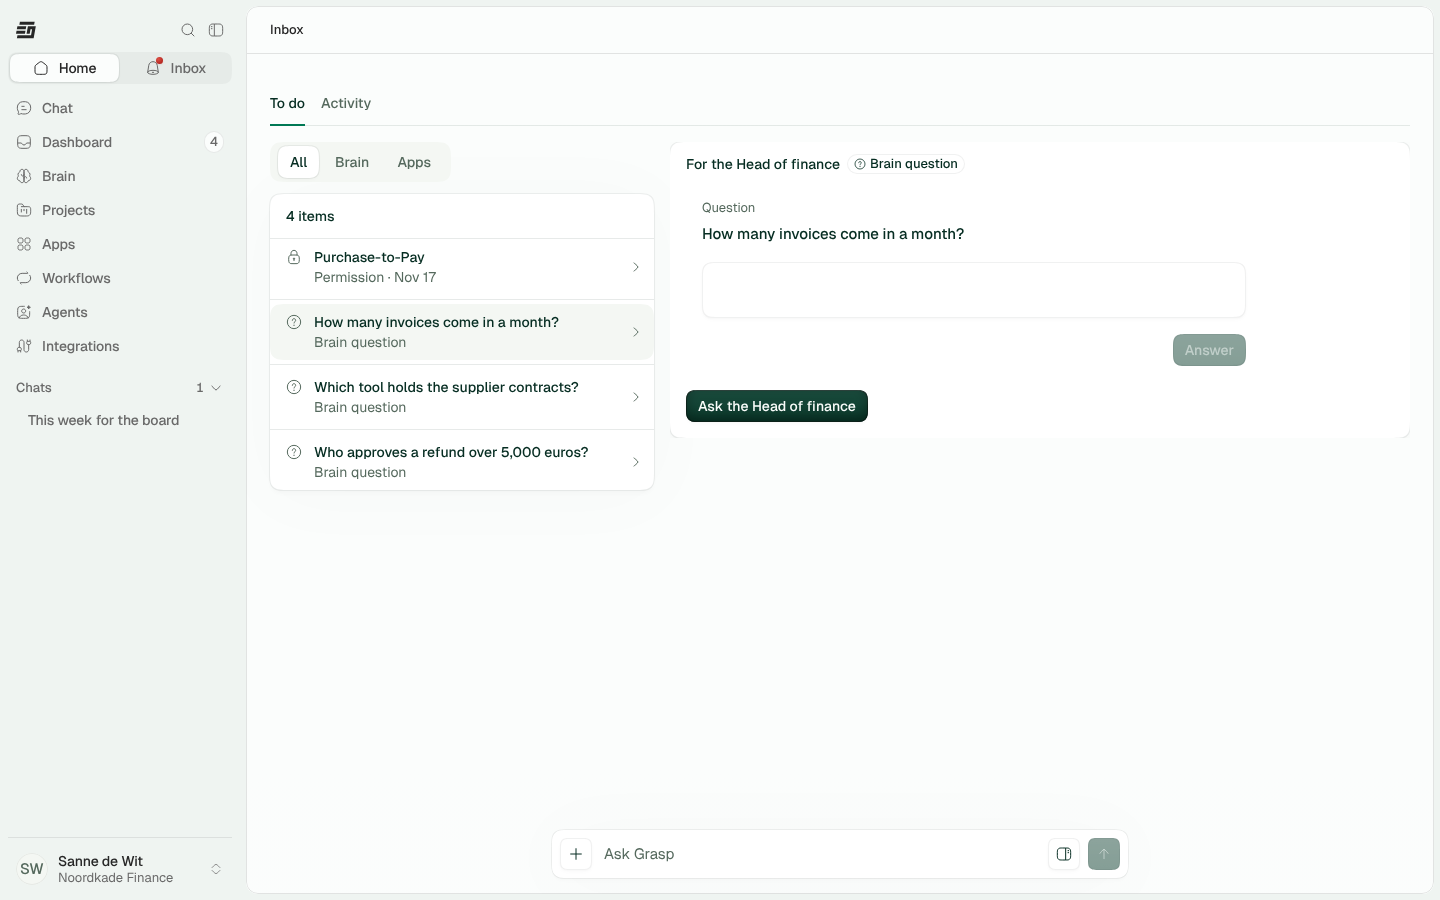 Inbox
Home
Inbox
Chat
Dashboard
4
Brain
Projects
Apps
Workflows
Agents
Integrations
Chats
1
This week for the board
SW
Sanne de Wit
Noordkade Finance
To do
Activity
All
Brain
Apps
4 items
Purchase-to-Pay
Permission · Nov 17
How many invoices come in a month?
Brain question
Which tool holds the supplier contracts?
Brain question
Who approves a refund over 5,000 euros?
Brain question
For the Head of finance
Brain question
Question
How many invoices come in a month?
Answer
Ask the Head of finance
Ask Grasp